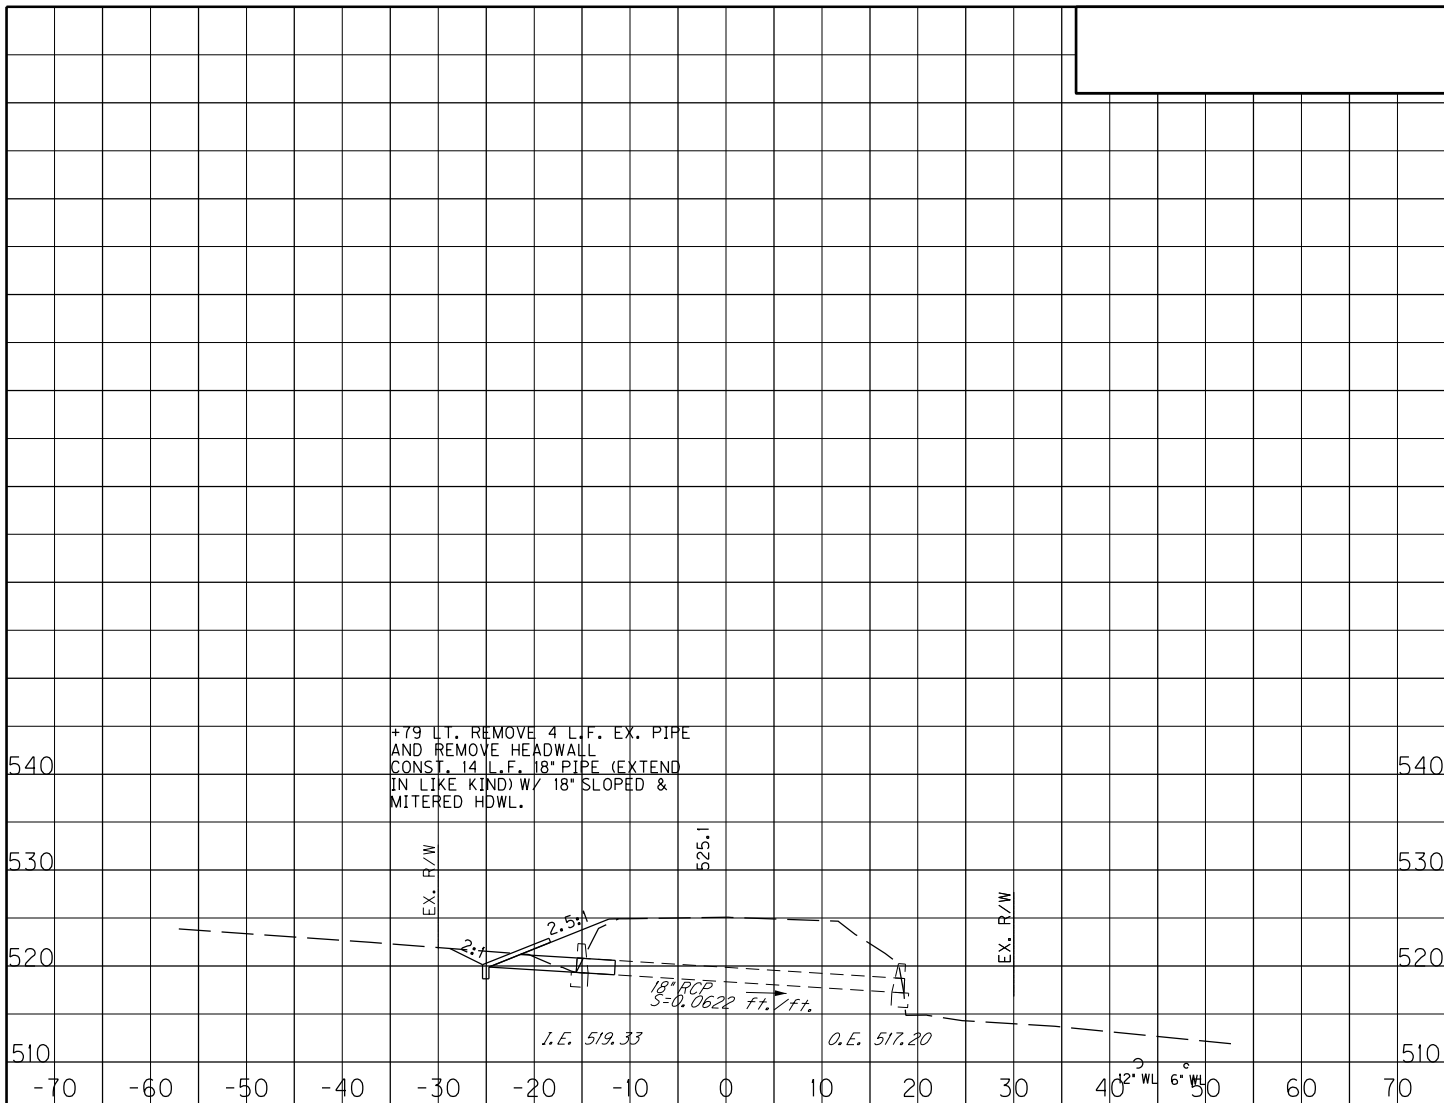 +79 LT. REMOVE 4 L.F. EX. PIPE
AND REMOVE HEADWALL
CONST. 14 L.F. 18" PIPE (EXTEND
IN LIKE KIND) W/ 18" SLOPED &
MITERED HDWL.
540 540
530 530
520 520
510 510
EX. R/W
525.1
EX. R/W
2:1
2.5:1
18" RCP
S=0.0622 ft./ft.
I.E. 519.33
O.E. 517.20
12" WL 6" WL
-70 -60 -50 -40 -30 -20 -10 0 10 20 30 40 50 60 70